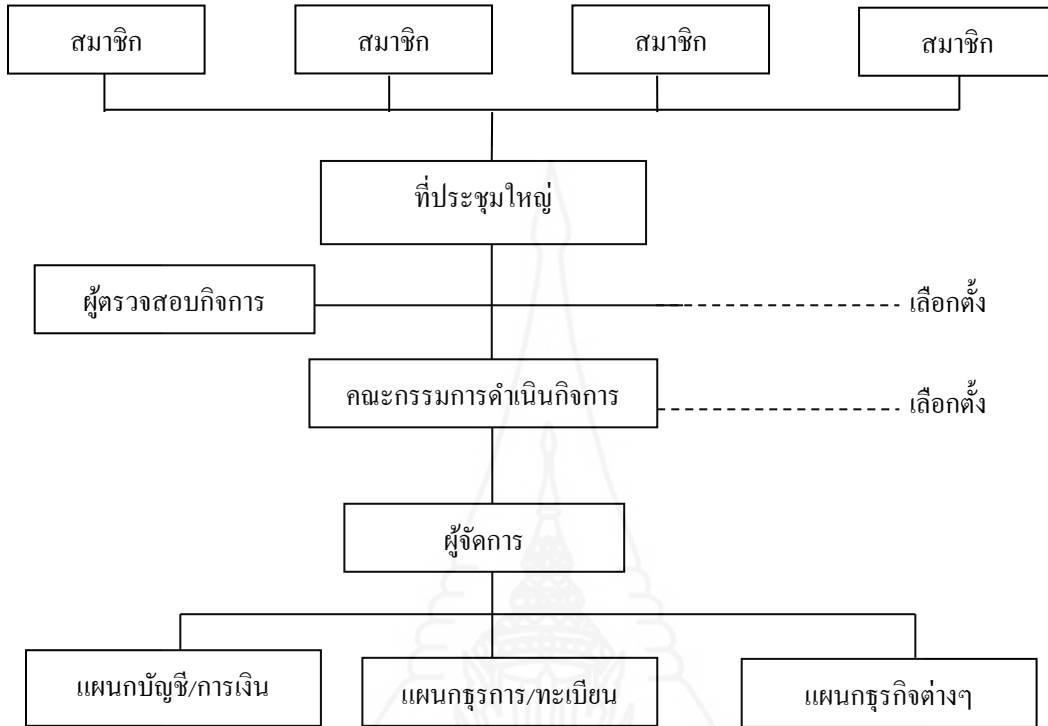 สมาชิก
สมาชิก
สมาชิก
สมาชิก
ที่ประชุมใหญ่
ผู้ตรวจสอบกิจการ
เลือกตั้ง
คณะกรรมการดำเนินกิจการ
เลือกตั้ง
ผู้จัดการ
แผนกบัญชี/การเงิน
แผนกธุรการ/ทะเบียน
แผนกธุรกิจต่างๆ